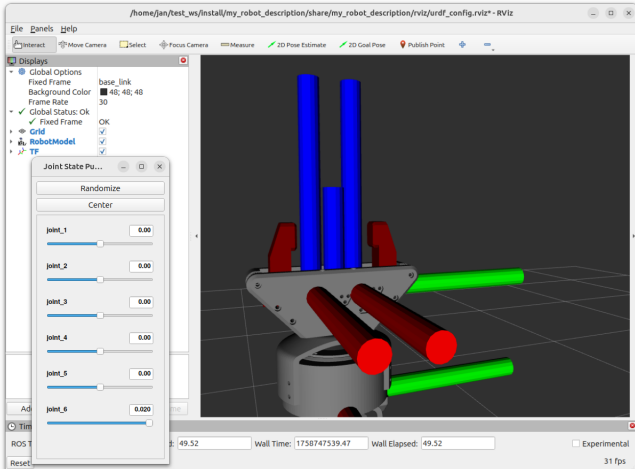 /home/jan/test_ws/install/my_robot_description/share/my_robot_description/rviz/urdf_config.rviz* - RViz
File Panels Help
Interact Move Camera Select Focus Camera Measure 2D Pose Estimate 2D Goal Pose Publish Point
Displays
Global Options
Fixed Frame base_link
Background Color 48; 48; 48
Frame Rate 30
Global Status: Ok
Fixed Frame OK
Grid
RobotModel
TF
Joint State Pu...
Randomize
Center
joint_1 0.00
joint_2 0.00
joint_3 0.00
joint_4 0.00
joint_5 0.00
joint_6 0.020
49.52 Wall Time: 1758747539.47 Wall Elapsed: 49.52 Experimental
Reset 31 fps